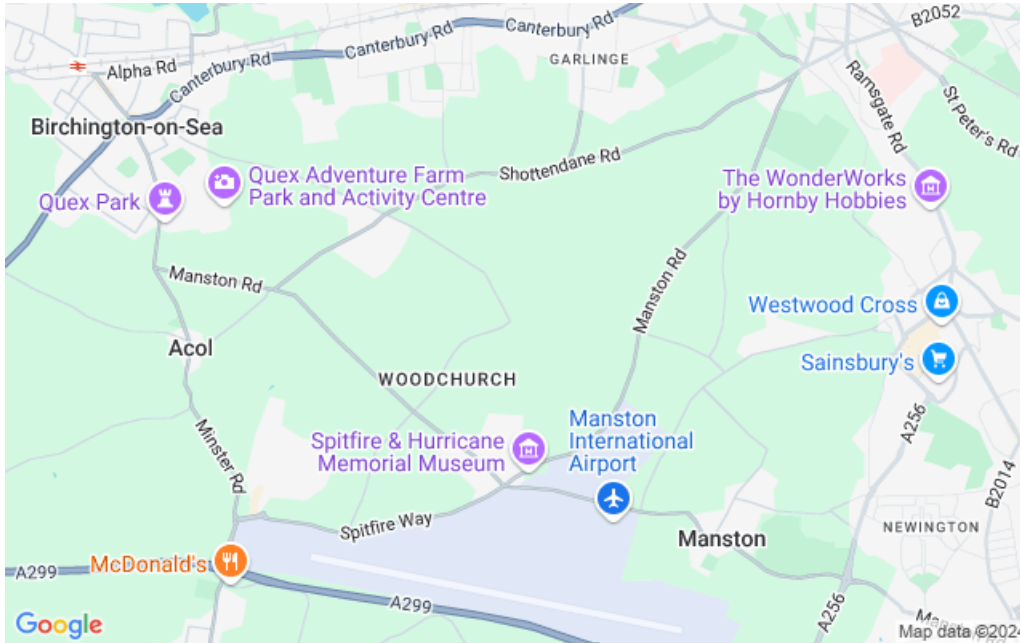 B2052
Canterbury Rd
Canterbury Rd
Canterbury Rd
Alpha Rd
GARLINGE
Ramsgate Rd
St Peter's Rd
Birchington-on-Sea
Shottendane Rd
Quex Adventure Farm
Park and Activity Centre
Quex Park
The WonderWorks
by Hornby Hobbies
Manston Rd
Manston Rd
Westwood Cross
Acol
Sainsbury's
WOODCHURCH
Minster Rd
Manston
International
Airport
A256
Spitfire & Hurricane
Memorial Museum
B2014
Spitfire Way
NEWINGTON
Manston
McDonald's
A299
A299
A256
Google
Map data ©2024